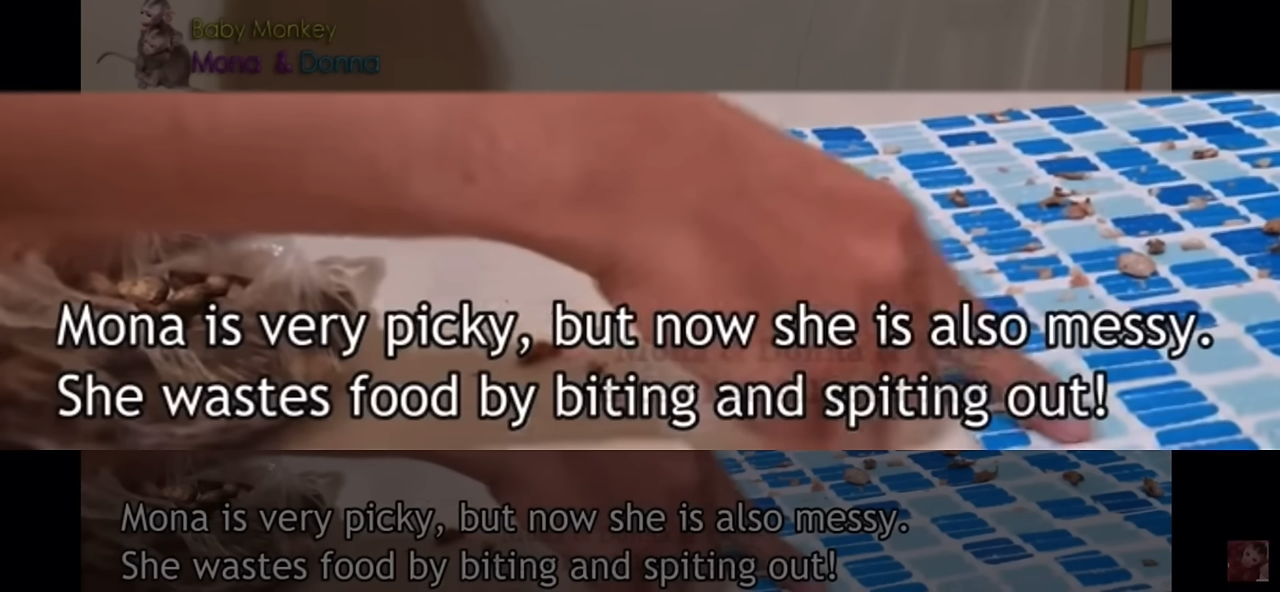 Baby Monkey
Mona & Donna
Mona is very picky, but now she is also messy.
She wastes food by biting and spiting out!
Mona is very picky, but now she is also messy.
She wastes food by biting and spiting out!